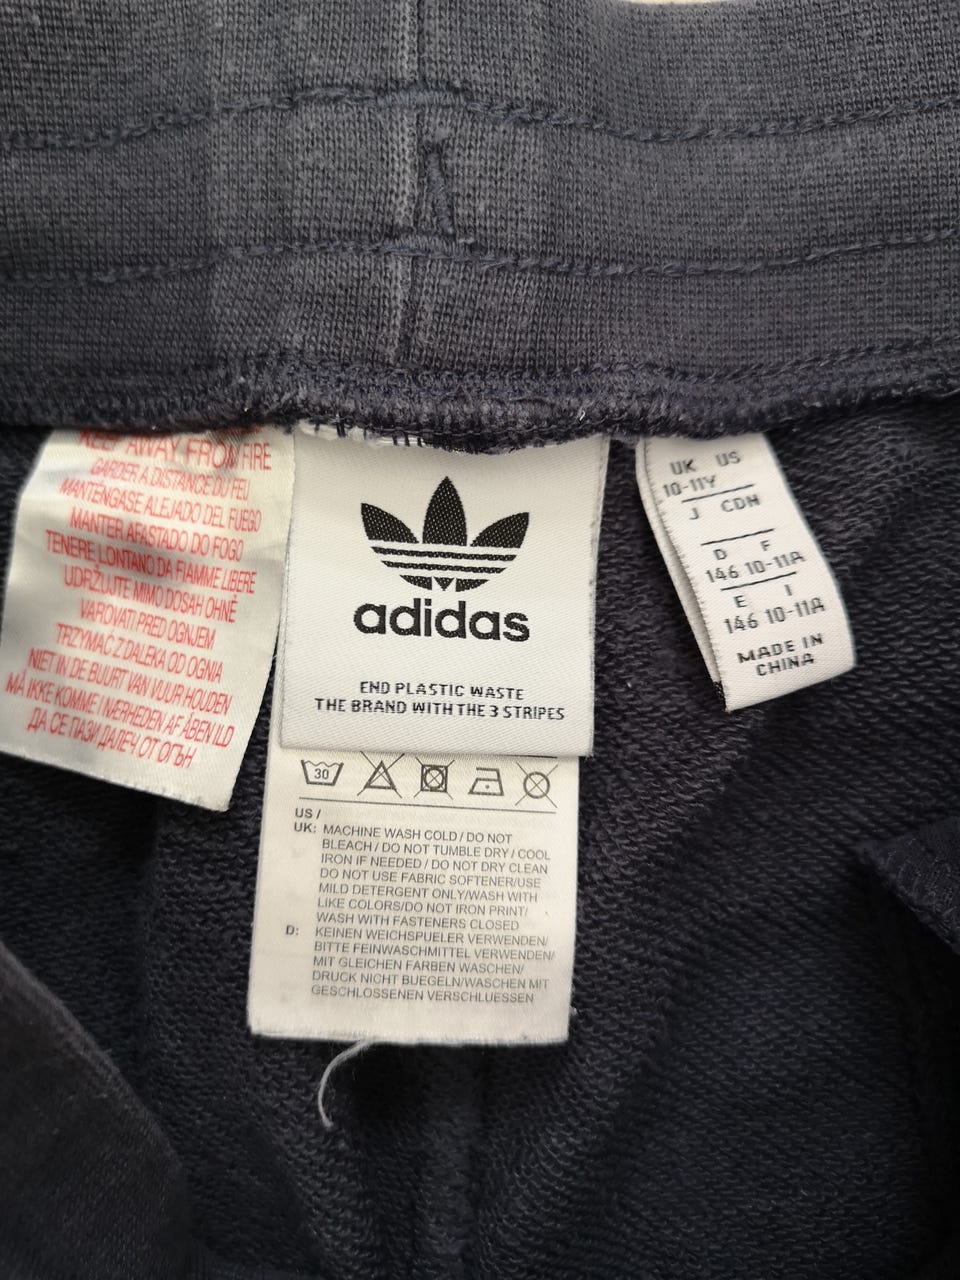 KEEP AWAY FROM FIRE
GARDER A DISTANCE DU FEU
MANTÉNGASE ALEJADO DEL FUEGO
MANTER AFASTADO DO FOGO
TENERE LONTANO DA FIAMME LIBERE
UDRŽUJTE MIMO DOSAH OHNĚ
VAROVATI PRED OGNJEM
TRZYMAĆ Z DALEKA OD OGNIA
NIET IN DE BUURT VAN VUUR HOUDEN
MÅ IKKE KOMME I NÆRHEDEN AF ÅBEN ILD
ДА СЕ ПАЗИ ДАЛЕЧ ОТ ОГЪН
adidas
END PLASTIC WASTE
THE BRAND WITH THE 3 STRIPES
30
US /
UK: MACHINE WASH COLD / DO NOT
BLEACH / DO NOT TUMBLE DRY / COOL
IRON IF NEEDED / DO NOT DRY CLEAN
DO NOT USE FABRIC SOFTENER/USE
MILD DETERGENT ONLY/WASH WITH
LIKE COLORS/DO NOT IRON PRINT/
WASH WITH FASTENERS CLOSED
D: KEINEN WEICHSPUELER VERWENDEN/
BITTE FEINWASCHMITTEL VERWENDEN/
MIT GLEICHEN FARBEN WASCHEN/
DRUCK NICHT BUEGELN/WASCHEN MIT
GESCHLOSSENEN VERSCHLUESSEN
UK US
10-11Y
J CDN
D F
146 10-11A
E I
146 10-11A
MADE IN
CHINA